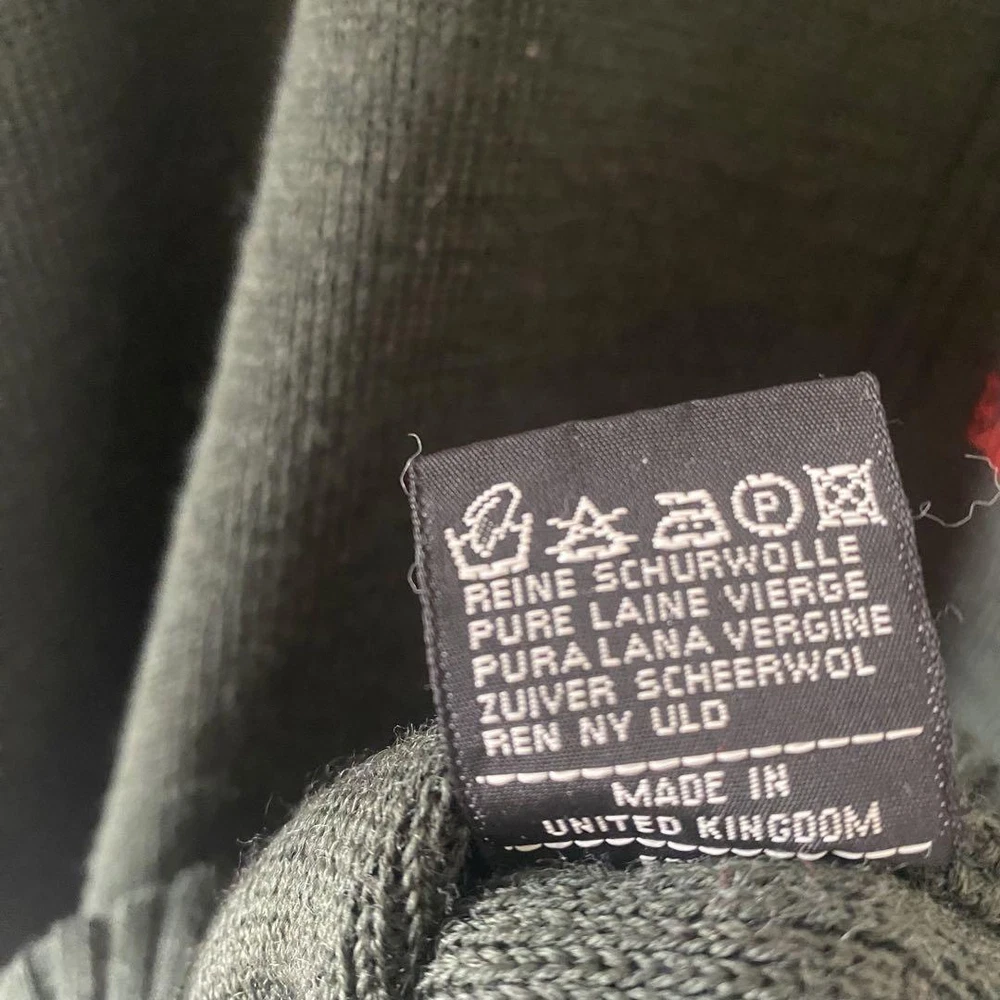 P
REINE SCHURWOLLE
PURE LAINE VIERGE
PURA LANA VERGINE
ZUIVER SCHEERWOL
REN NY ULD
MADE IN
UNITED KINGDOM